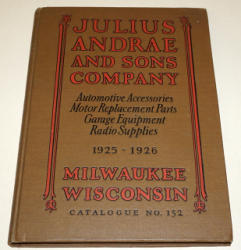 JULIUS
ANDRAE
AND SONS
COMPANY
Automotive Accessories
Motor Replacement Parts
Garage Equipment
Radio Supplies
1925 - 1926
MILWAUKEE
WISCONSIN
CATALOGUE NO. 152